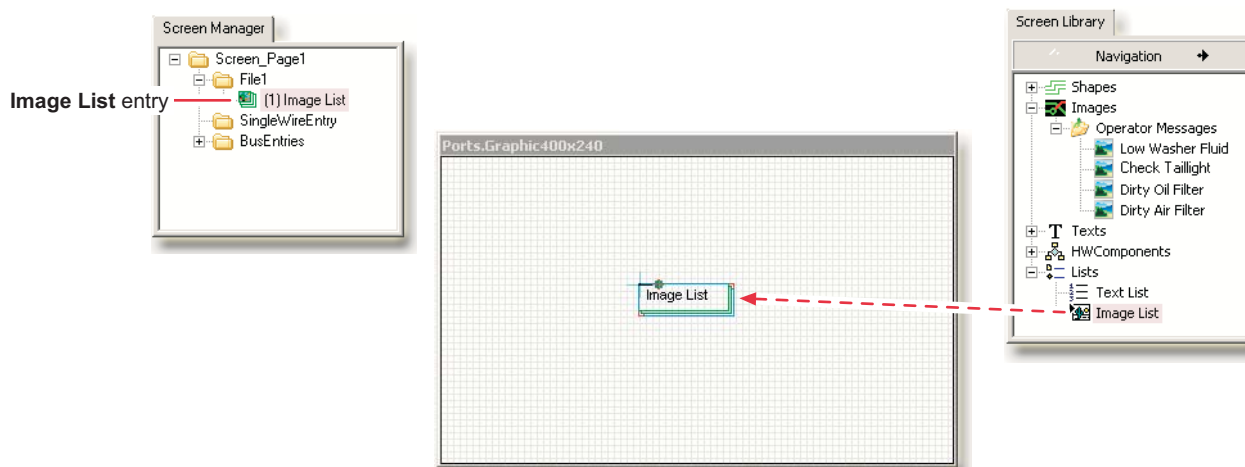 Screen Manager
Screen_Page1
File1
(1) Image List
SingleWireEntry
BusEntries
Image List entry
Ports.Graphic400x240
Image List
Screen Library
Navigation
Shapes
Images
Operator Messages
Low Washer Fluid
Check Taillight
Dirty Oil Filter
Dirty Air Filter
T Texts
HWComponents
Lists
Text List
Image List